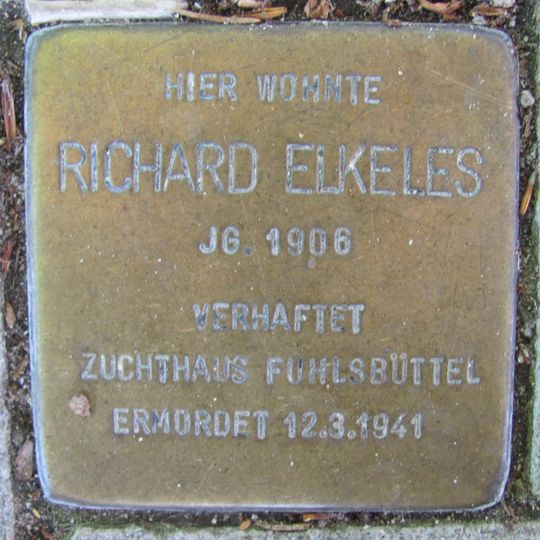 HIER WOHNTE
RICHARD ELKELES
JG. 1906
VERHAFTET
ZUCHTHAUS FUHLSBÜTTEL
ERMORDET 12.3.1941